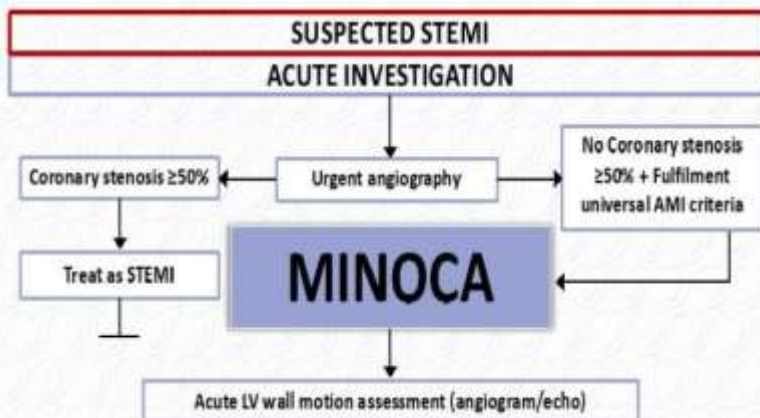 SUSPECTED STEMI
ACUTE INVESTIGATION
Coronary stenosis ≥50%
Urgent angiography
No Coronary stenosis
≥50% + Fulfilment
universal AMI criteria
Treat as STEMI
MINOCA
Acute LV wall motion assessment (angiogram/echo)